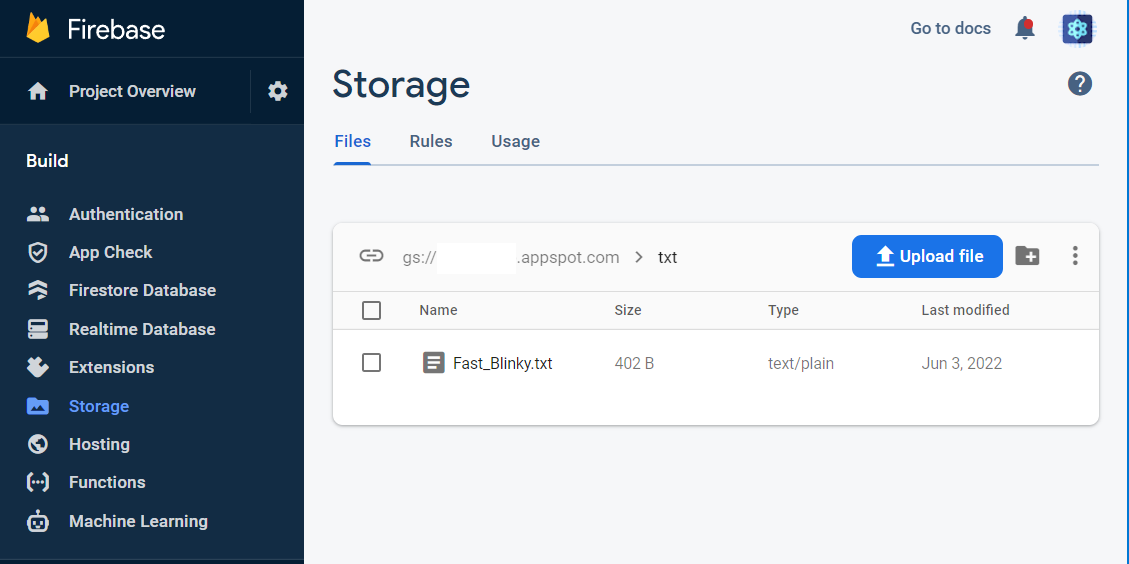 Firebase
Go to docs
Project Overview
Storage
Files Rules Usage
Build
Authentication
App Check
Firestore Database
Realtime Database
Extensions
Storage
Hosting
Functions
Machine Learning
gs:// .appspot.com > txt
Upload file
Name Size Type Last modified
Fast_Blinky.txt 402 B text/plain Jun 3, 2022